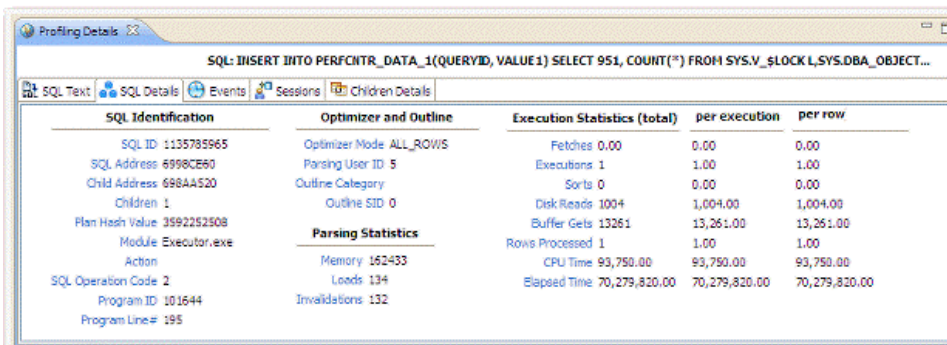 Profiling Details
SQL: INSERT INTO PERFCNTR_DATA_1(QUERYID, VALUE1) SELECT 951, COUNT(*) FROM SYS.V_$LOCK L,SYS.DBA_OBJECT...
SQL Text SQL Details Events Sessions Children Details
SQL Identification Optimizer and Outline Execution Statistics (total) per execution per row
SQL ID 1135785965 Optimizer Mode ALL_ROWS Fetches 0.00 0.00 0.00
SQL Address 6998CE60 Parsing User ID 5 Executions 1 1.00 1.00
Child Address 698AA520 Outline Category Sorts 0 0.00 0.00
Children 1 Outline SID 0 Disk Reads 1004 1,004.00 1,004.00
Plan Hash Value 3592252508 Parsing Statistics Buffer Gets 13261 13,261.00 13,261.00
Module Executor.exe Rows Processed 1 1.00 1.00
Action Memory 162433 CPU Time 93,750.00 93,750.00 93,750.00
SQL Operation Code 2 Loads 134 Elapsed Time 70,279,820.00 70,279,820.00 70,279,820.00
Program ID 101644 Invalidations 132
Program Line# 195